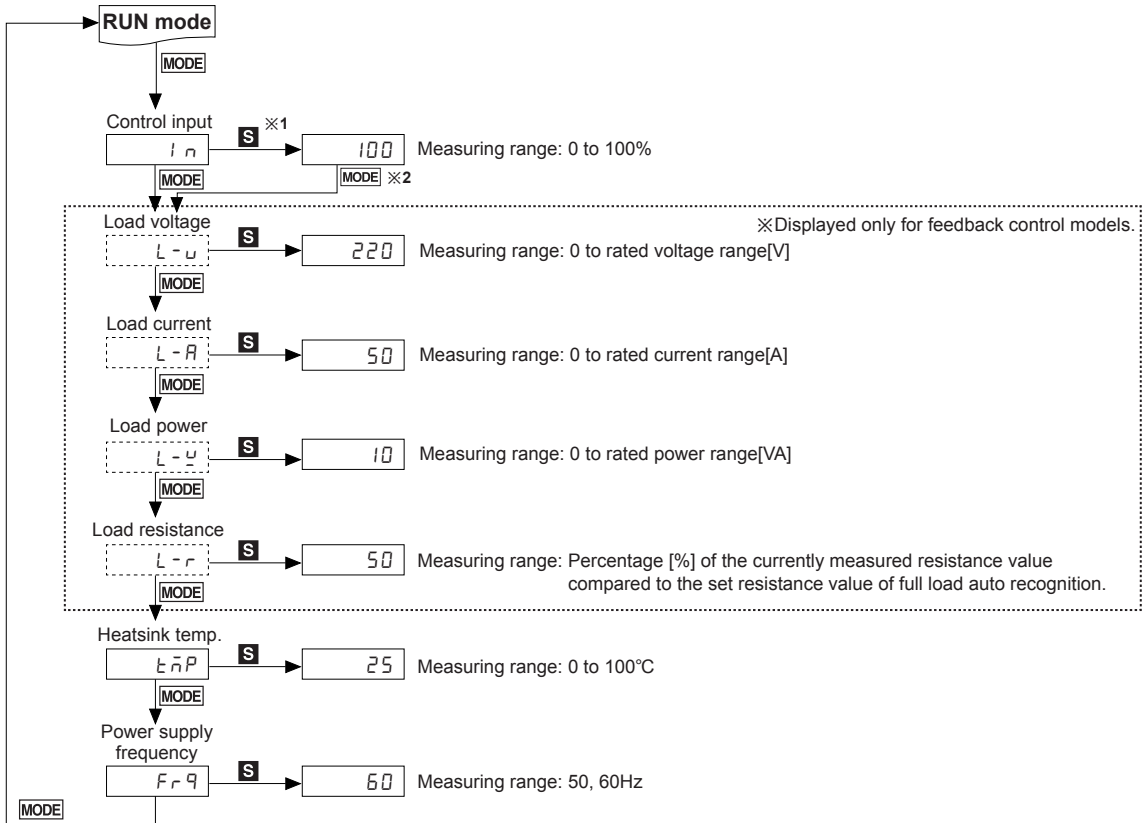 RUN mode
MODE
Control input
In S ※1 100 Measuring range: 0 to 100%
MODE MODE ※2
※Displayed only for feedback control models.
Load voltage
L-u S 220 Measuring range: 0 to rated voltage range[V]
MODE
Load current
L-A S 50 Measuring range: 0 to rated current range[A]
MODE
Load power
L-w S 10 Measuring range: 0 to rated power range[VA]
MODE
Load resistance
L-r S 50 Measuring range: Percentage [%] of the currently measured resistance value
compared to the set resistance value of full load auto recognition.
MODE
Heatsink temp.
tmP S 25 Measuring range: 0 to 100℃
MODE
Power supply
frequency
Frq S 60 Measuring range: 50, 60Hz
MODE